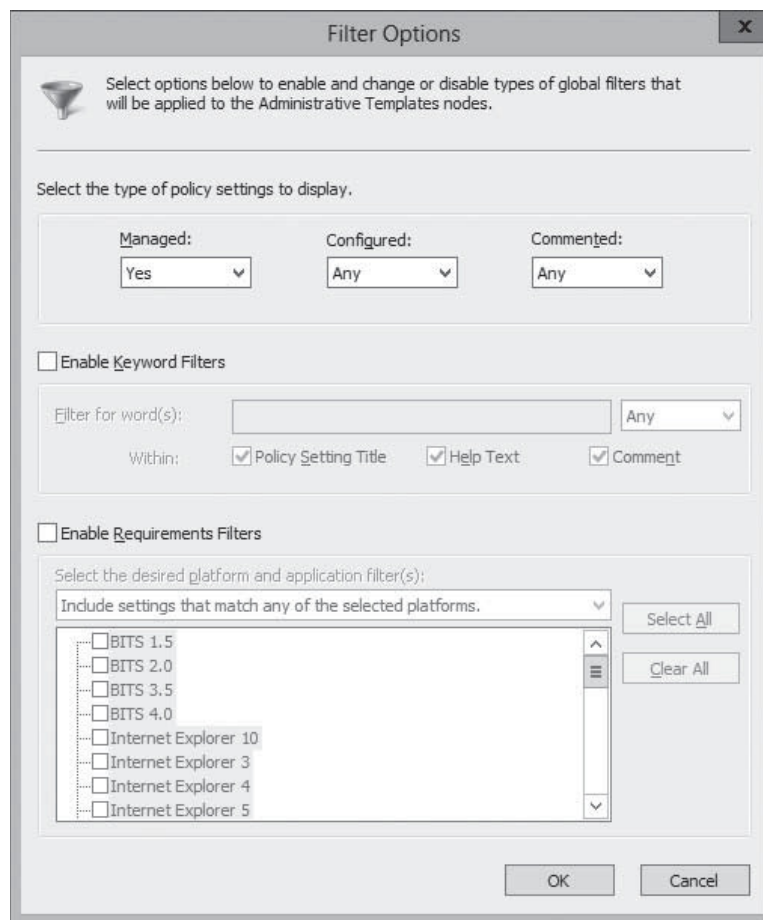 Filter Options
x
Select options below to enable and change or disable types of global filters that
will be applied to the Administrative Templates nodes.
Select the type of policy settings to display.
Managed: Configured: Commented:
Yes Any Any
Enable Keyword Filters
Filter for word(s): Any
Within: Policy Setting Title Help Text Comment
Enable Requirements Filters
Select the desired platform and application filter(s):
Include settings that match any of the selected platforms.
Select All
BITS 1.5
BITS 2.0
Clear All
BITS 3.5
BITS 4.0
Internet Explorer 10
Internet Explorer 3
Internet Explorer 4
Internet Explorer 5
OK Cancel